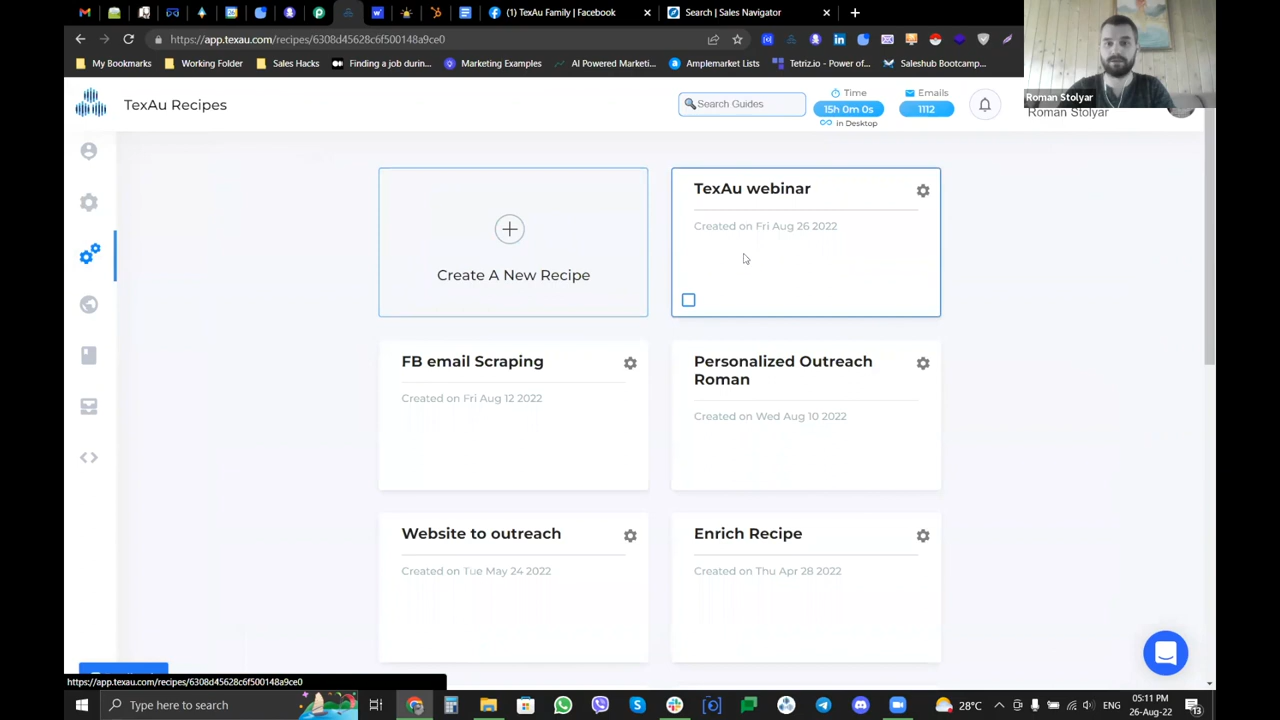 (1) TexAu Family | Facebook
Search | Sales Navigator
https://app.texau.com/recipes/6308d45628c6f500148a9ce0
My Bookmarks
Working Folder
Sales Hacks
Finding a job durin...
Marketing Examples
AI Powered Marketi...
Amplemarket Lists
Tetriz.io - Power of...
Saleshub Bootcamp...
Roman Stolyar
TexAu Recipes
Search Guides
Time
15h 0m 0s
in Desktop
Emails
1112
Roman Stolyar
Create A New Recipe
TexAu webinar
Created on Fri Aug 26 2022
FB email Scraping
Created on Fri Aug 12 2022
Personalized Outreach
Roman
Created on Wed Aug 10 2022
Website to outreach
Created on Tue May 24 2022
Enrich Recipe
Created on Thu Apr 28 2022
https://app.texau.com/recipes/6308d45628c6f500148a9ce0
Type here to search
28°C
ENG
05:11 PM
26-Aug-22
13